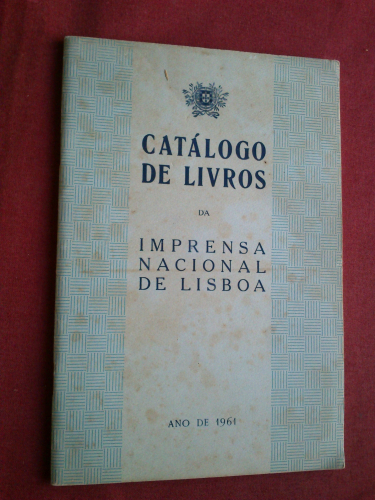 CATÁLOGO
DE LIVROS
DA
IMPRENSA
NACIONAL
DE LISBOA
ANO DE 1961